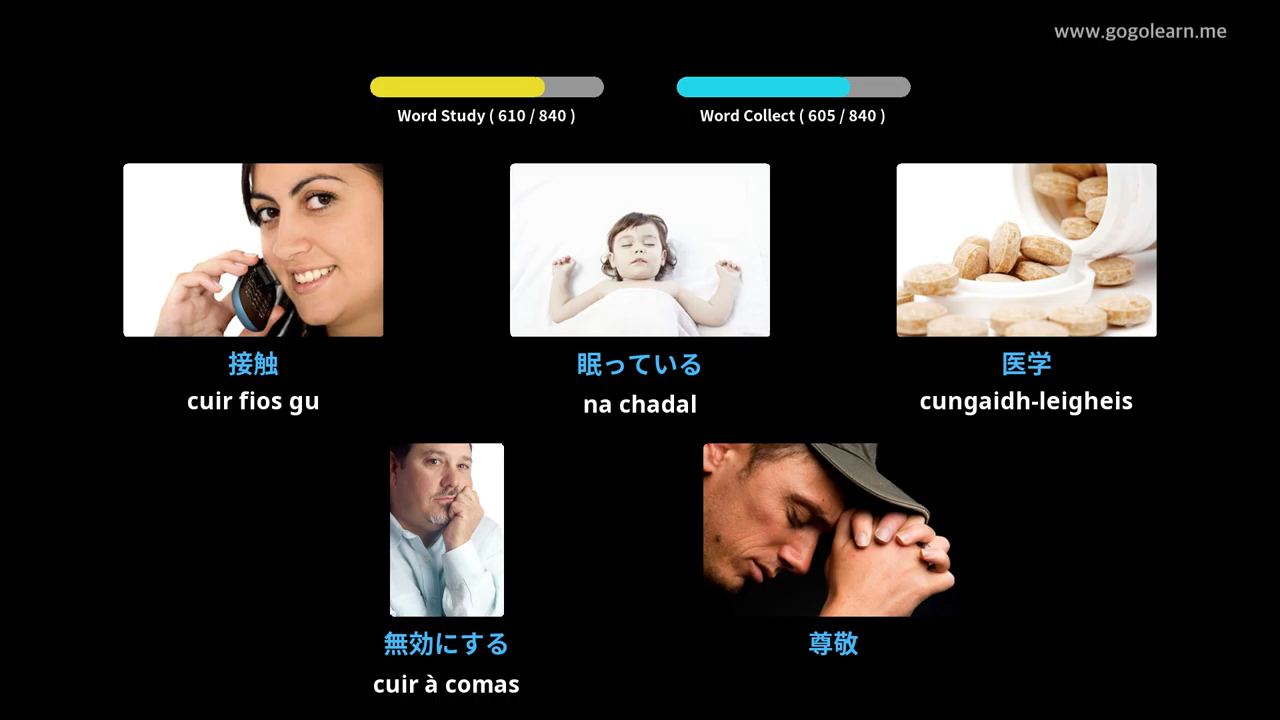 www.gogolearn.me
Word Study ( 610 / 840 )
Word Collect ( 605 / 840 )
接触
cuir fios gu
眠っている
na chadal
医学
cungaidh-leigheis
無効にする
cuir à comas
尊敬